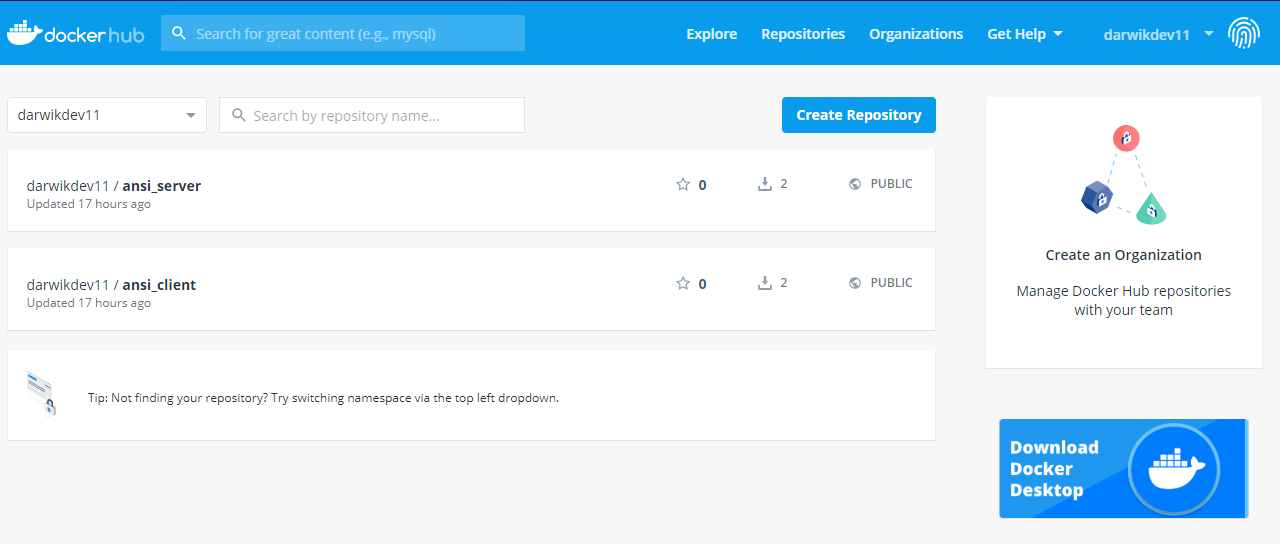 dockerhub
Search for great content (e.g., mysql)
Explore
Repositories
Organizations
Get Help
darwikdev11
darwikdev11
Search by repository name...
Create Repository
darwikdev11 / ansi_server
0
2
PUBLIC
Updated 17 hours ago
darwikdev11 / ansi_client
0
2
PUBLIC
Updated 17 hours ago
Tip: Not finding your repository? Try switching namespace via the top left dropdown.
Create an Organization
Manage Docker Hub repositories
with your team
Download
Docker
Desktop